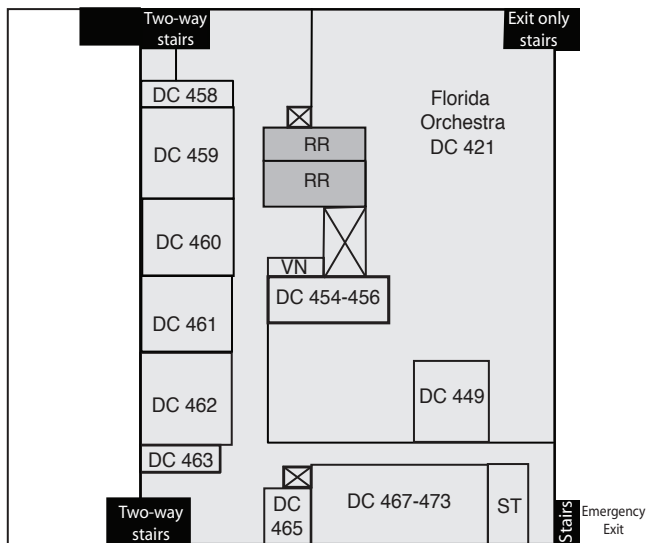 Two-way
stairs
Exit only
stairs
DC 458
Florida
Orchestra
DC 421
RR
DC 459
RR
DC 460
VN
DC 454-456
DC 461
DC 449
DC 462
DC 463
DC
465
DC 467-473
ST
Two-way
stairs
Stairs
Emergency
Exit